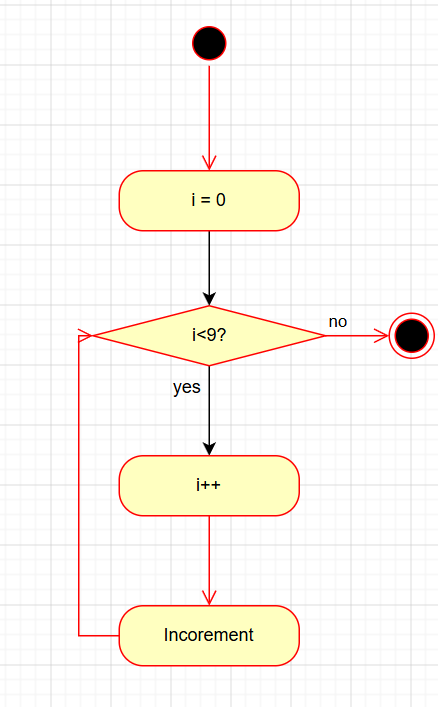 i = 0
i<9?
no
yes
i++
Incorement